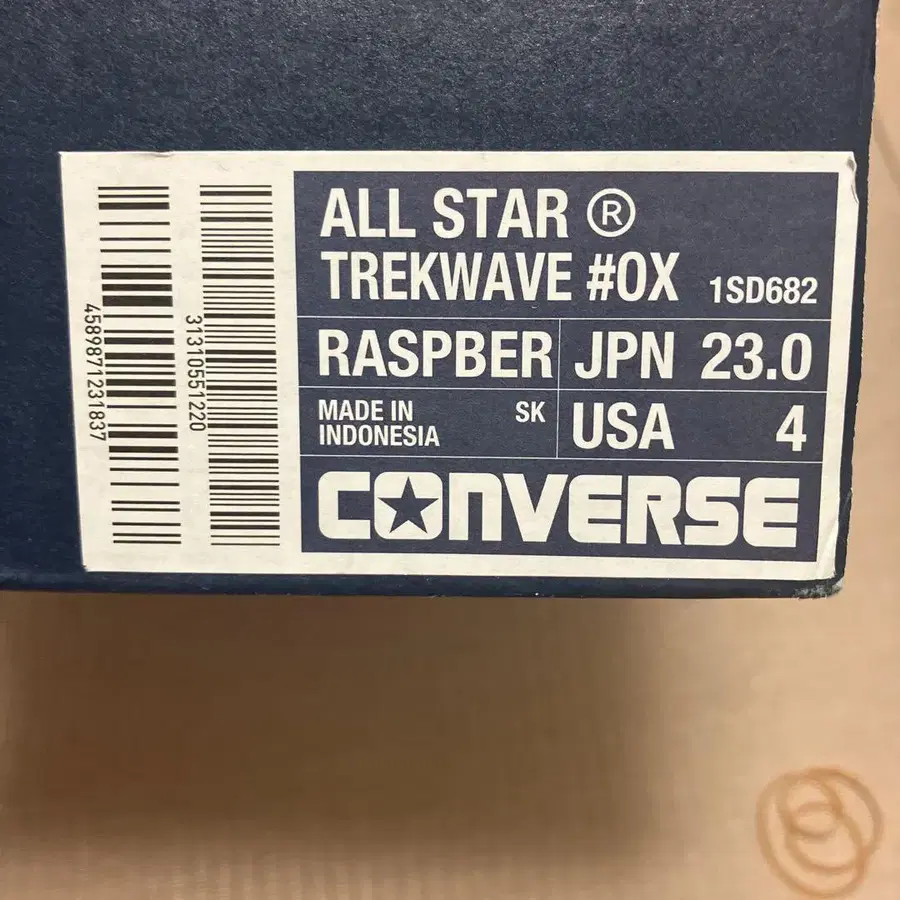 ALL STAR ®
TREKWAVE #OX 1SD682
RASPBER JPN 23.0
MADE IN
INDONESIA
SK
USA 4
CONVERSE
4589871231837
31310551220